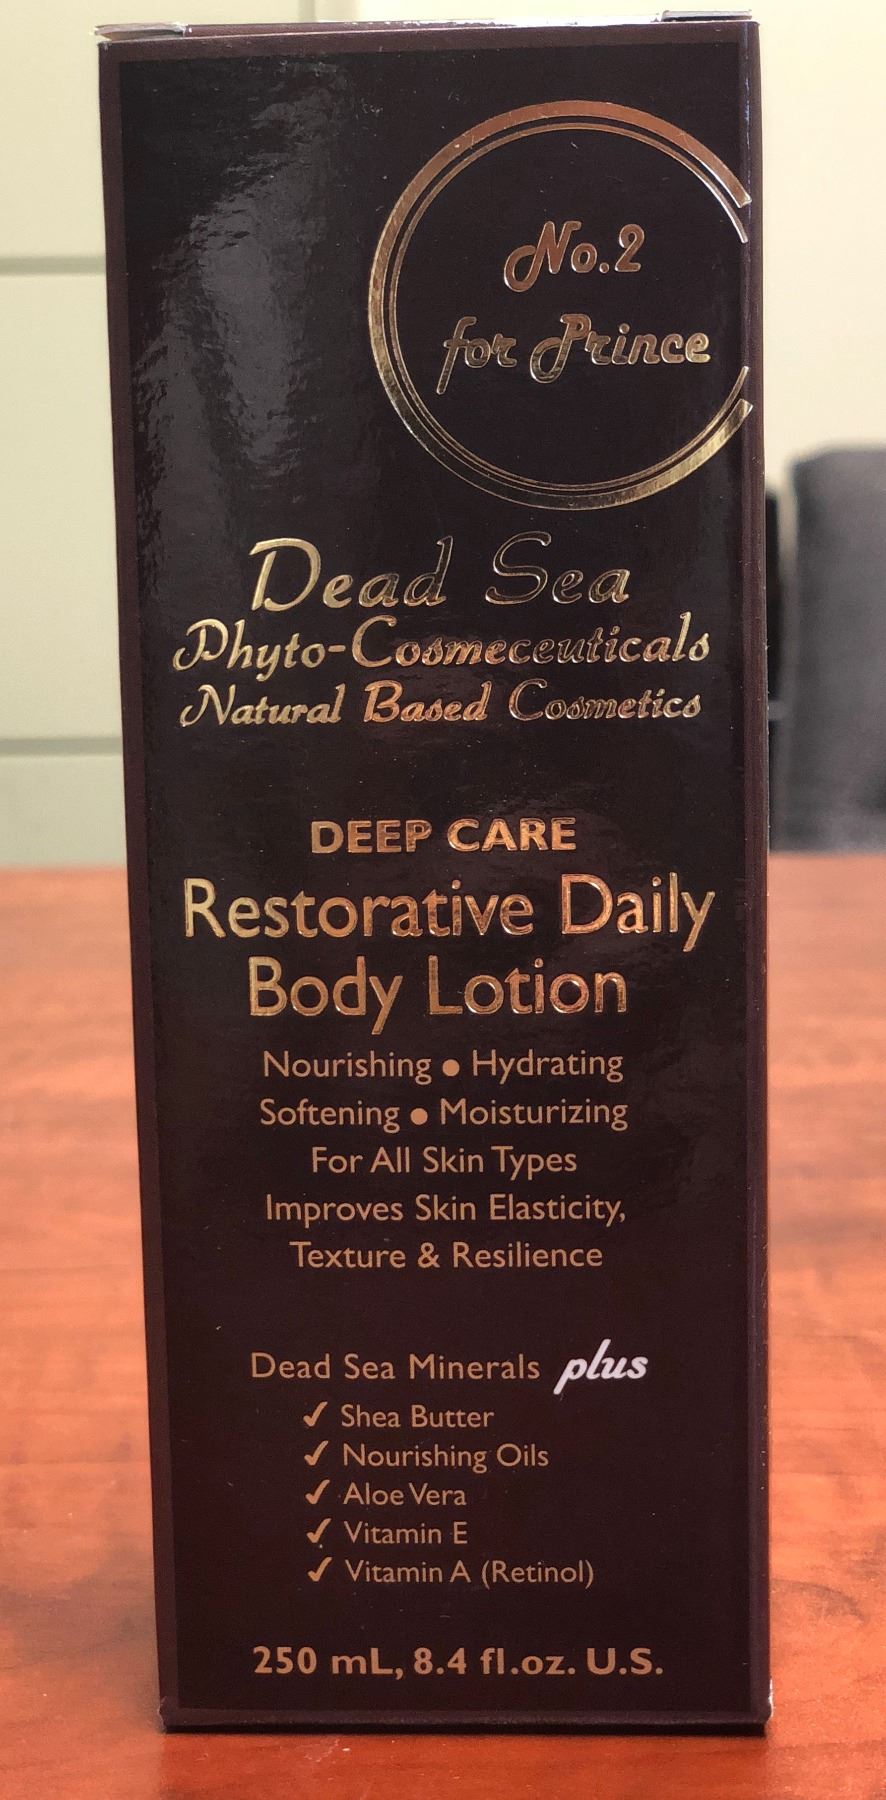 No.2
for Prince
Dead Sea
Phyto-Cosmeceuticals
Natural Based Cosmetics
DEEP CARE
Restorative Daily
Body Lotion
Nourishing ● Hydrating
Softening ● Moisturizing
For All Skin Types
Improves Skin Elasticity,
Texture & Resilience
Dead Sea Minerals plus
✓ Shea Butter
✓ Nourishing Oils
✓ Aloe Vera
✓ Vitamin E
✓ Vitamin A (Retinol)
250 mL, 8.4 fl.oz. U.S.